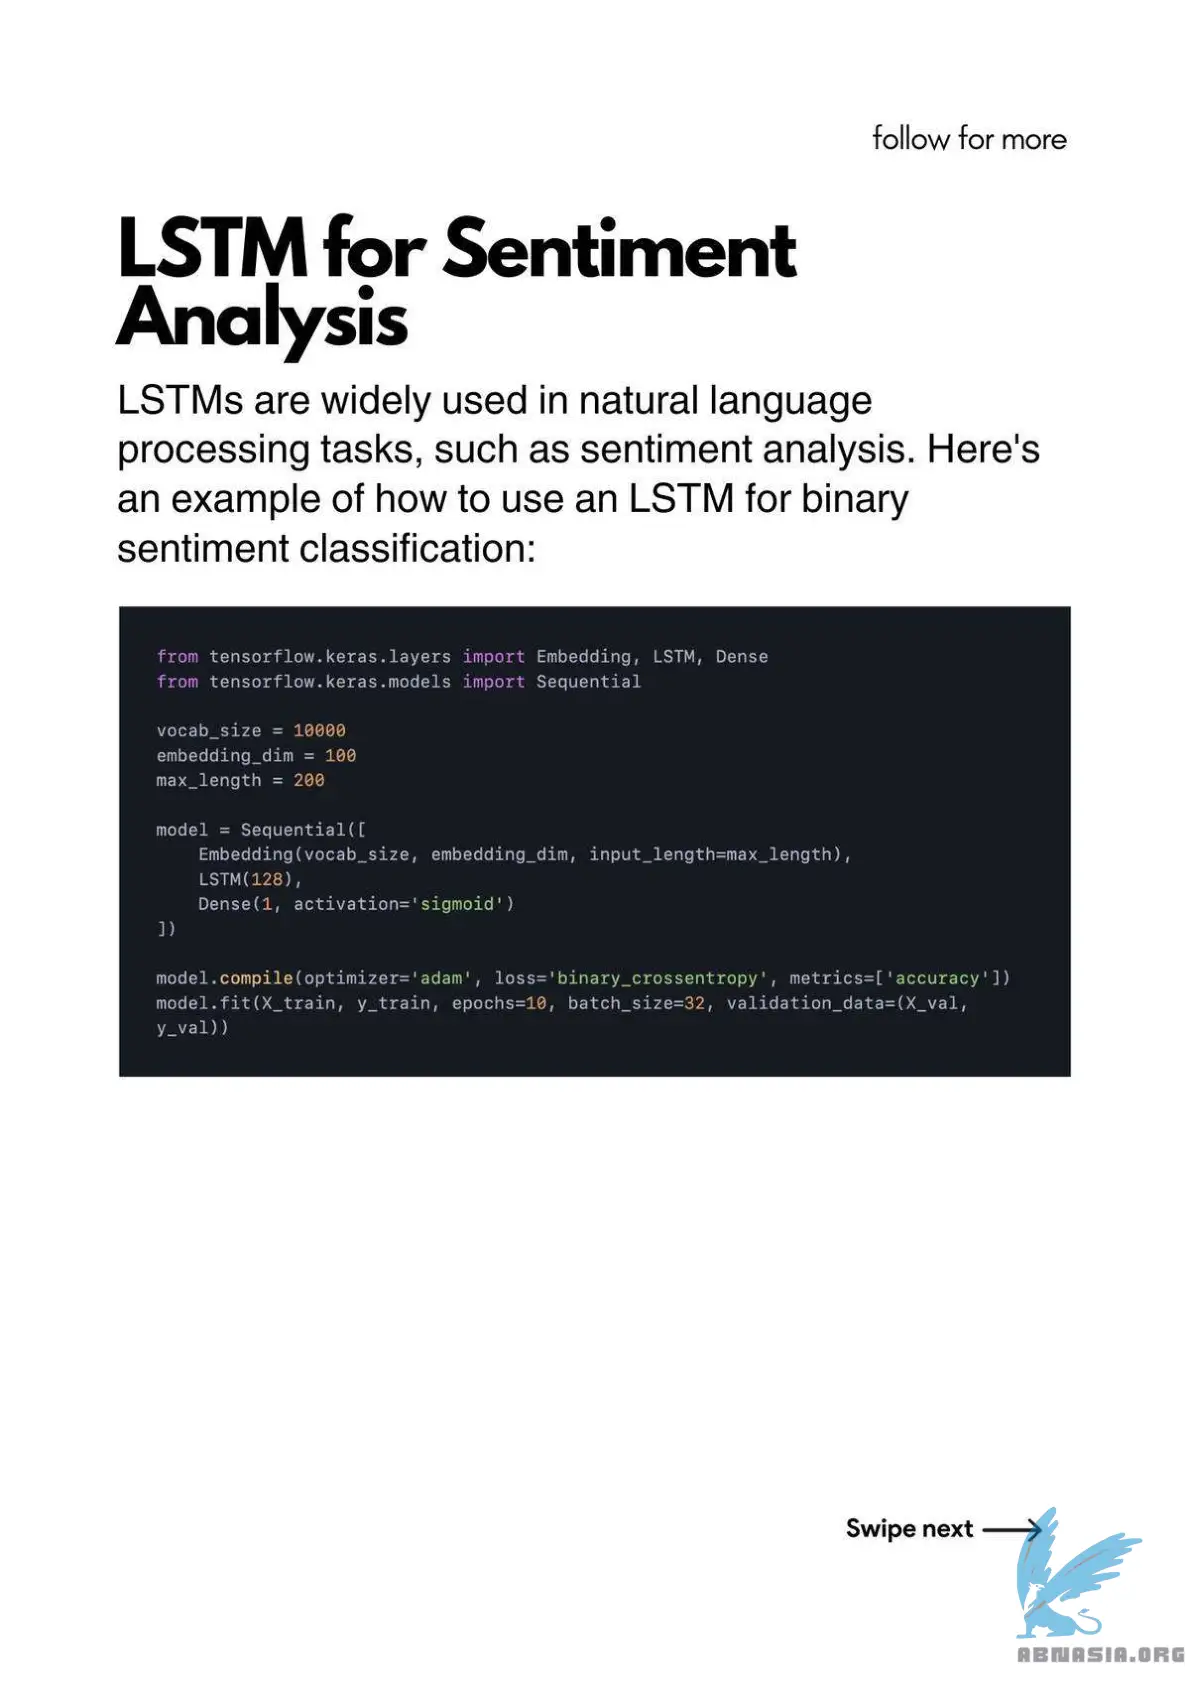 follow for more
LSTM for Sentiment
Analysis
LSTMs are widely used in natural language
processing tasks, such as sentiment analysis. Here's
an example of how to use an LSTM for binary
sentiment classification:
from tensorflow.keras.layers import Embedding, LSTM, Dense
from tensorflow.keras.models import Sequential
vocab_size = 10000
embedding_dim = 100
max_length = 200
model = Sequential([
    Embedding(vocab_size, embedding_dim, input_length=max_length),
    LSTM(128),
    Dense(1, activation='sigmoid')
])
model.compile(optimizer='adam', loss='binary_crossentropy', metrics=['accuracy'])
model.fit(X_train, y_train, epochs=10, batch_size=32, validation_data=(X_val,
y_val))
Swipe next
ABNASIA.ORG